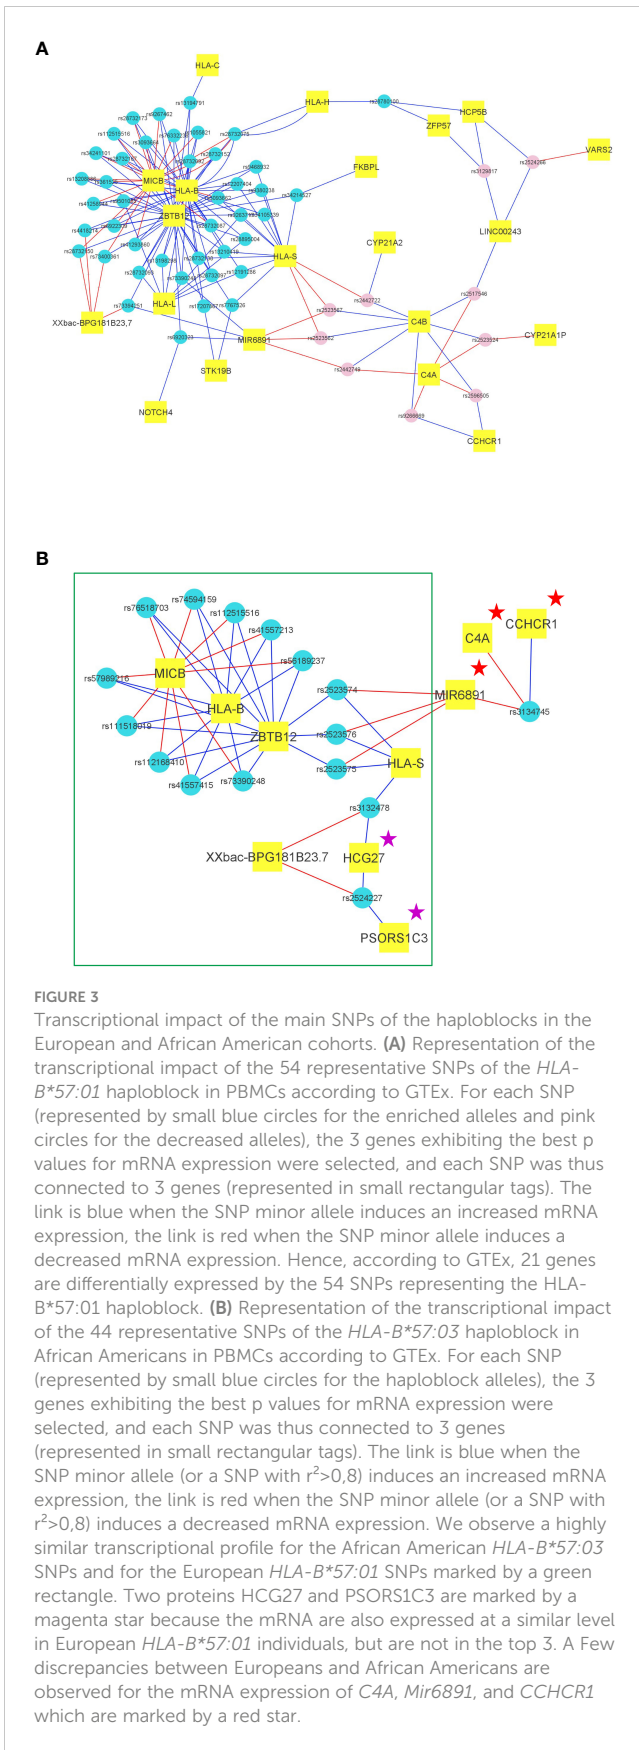 A
HLA-C
rs13194791
HLA-H
rs28780100
HCP5B
ZFP57
VARS2
rs2524266
rs3129817
FKBPL
MICB
HLA-B
ZBTB12
LINC00243
CYP21A2
HLA-S
rs2517546
HLA-L
rs2523567
rs2442722
C4B
XXbac-BPG181B23,7
MIR6891
rs2523562
rs2523524
CYP21A1P
STK19B
rs2442749
C4A
rs2596505
NOTCH4
rs9266669
CCHCR1
B
rs74594159
rs76518703
rs112515516
C4A
CCHCR1
rs41557213
MICB
rs56189237
rs57989216
rs2523574
MIR6891
HLA-B
rs3134745
rs111518919
ZBTB12
rs2523576
rs112168410
rs2523575
HLA-S
rs73390248
rs41557415
rs3132478
XXbac-BPG181B23.7
HCG27
rs2524227
PSORS1C3
FIGURE 3
Transcriptional impact of the main SNPs of the haploblocks in the
European and African American cohorts. (A) Representation of the
transcriptional impact of the 54 representative SNPs of the HLA-
B*57:01 haploblock in PBMCs according to GTEx. For each SNP
(represented by small blue circles for the enriched alleles and pink
circles for the decreased alleles), the 3 genes exhibiting the best p
values for mRNA expression were selected, and each SNP was thus
connected to 3 genes (represented in small rectangular tags). The
link is blue when the SNP minor allele induces an increased mRNA
expression, the link is red when the SNP minor allele induces a
decreased mRNA expression. Hence, according to GTEx, 21 genes
are differentially expressed by the 54 SNPs representing the HLA-
B*57:01 haploblock. (B) Representation of the transcriptional impact
of the 44 representative SNPs of the HLA-B*57:03 haploblock in
African Americans in PBMCs according to GTEx. For each SNP
(represented by small blue circles for the haploblock alleles), the 3
genes exhibiting the best p values for mRNA expression were
selected, and each SNP was thus connected to 3 genes
(represented in small rectangular tags). The link is blue when the
SNP minor allele (or a SNP with r²>0,8) induces an increased mRNA
expression, the link is red when the SNP minor allele (or a SNP with
r²>0,8) induces a decreased mRNA expression. We observe a highly
similar transcriptional profile for the African American HLA-B*57:03
SNPs and for the European HLA-B*57:01 SNPs marked by a green
rectangle. Two proteins HCG27 and PSORS1C3 are marked by a
magenta star because the mRNA are also expressed at a similar level
in European HLA-B*57:01 individuals, but are not in the top 3. A Few
discrepancies between Europeans and African Americans are
observed for the mRNA expression of C4A, Mir6891, and CCHCR1
which are marked by a red star.